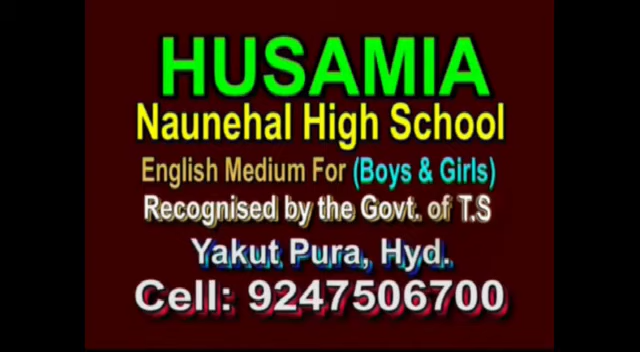 HUSAMIA
Naunehal High School
English Medium For (Boys & Girls)
Recognised by the Govt. of T.S
Yakut Pura, Hyd.
Cell: 9247506700